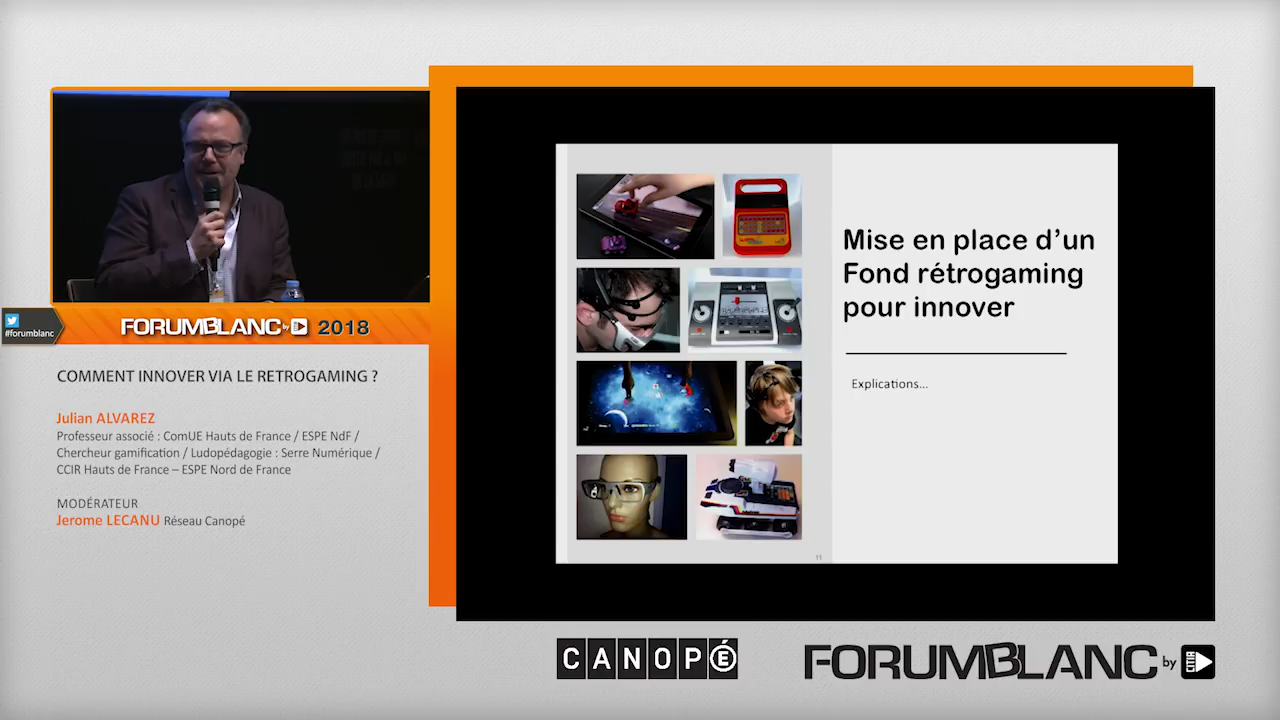 #forumblanc
FORUMBLANC by 2018
COMMENT INNOVER VIA LE RETROGAMING ?
Julian ALVAREZ
Professeur associé : ComUE Hauts de France / ESPE NdF /
Chercheur gamification / Ludopédagogie : Serre Numérique /
CCIR Hauts de France – ESPE Nord de France
MODÉRATEUR
Jerome LECANU Réseau Canopé
Mise en place d’un
Fond rétrogaming
pour innover
Explications...
11
CANOPÉ
FORUMBLANC by CITIA